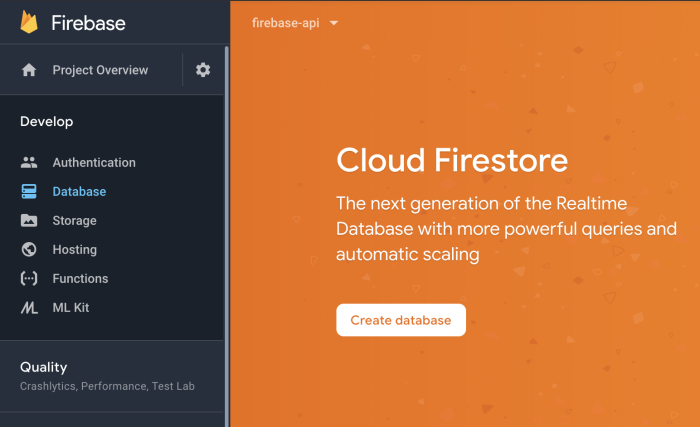 Firebase
Project Overview
Develop
Authentication
Database
Storage
Hosting
Functions
ML Kit
Quality
Crashlytics, Performance, Test Lab
firebase-api
Cloud Firestore
The next generation of the Realtime
Database with more powerful queries and
automatic scaling
Create database